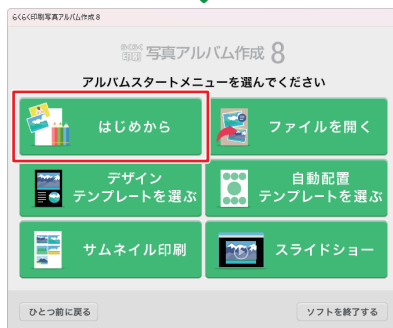 らくらく印刷写真アルバム作成 8
らくらく印刷 写真アルバム作成 8
アルバムスタートメニューを選んでください
はじめから
ファイルを開く
デザイン
テンプレートを選ぶ
自動配置
テンプレートを選ぶ
サムネイル印刷
スライドショー
ひとつ前に戻る
ソフトを終了する